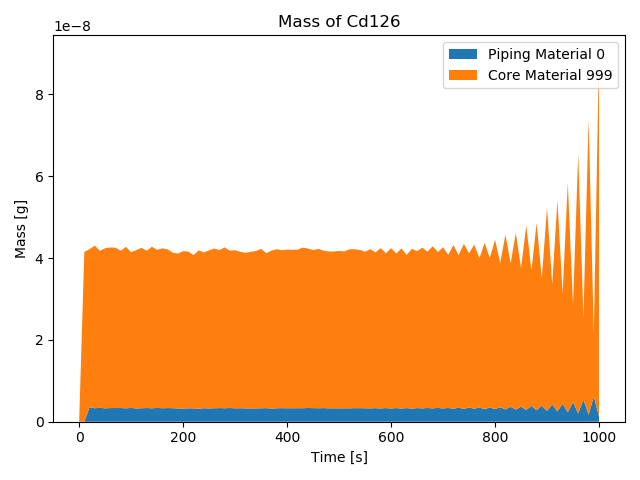 Mass of Cd126
1e−8
Piping Material 0
Core Material 999
8
6
4
2
0
Mass [g]
0 200 400 600 800 1000
Time [s]